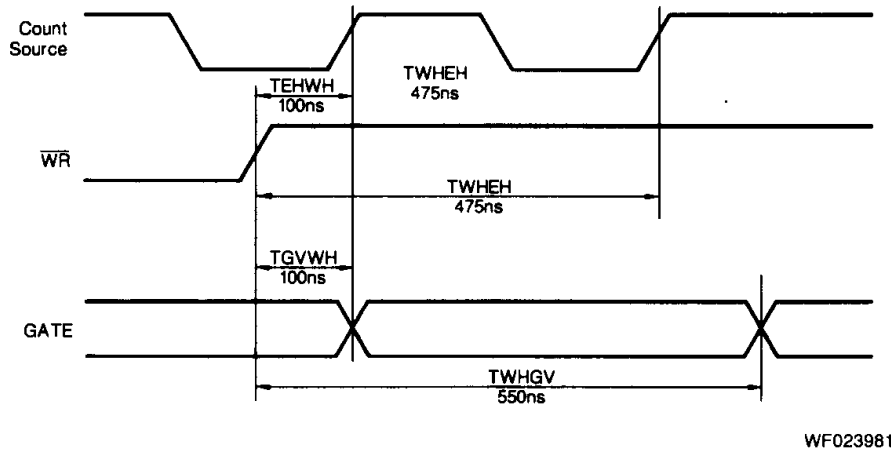 Count
Source
TEHWH
100ns
TWHEH
475ns
WR
TWHEH
475ns
TGVWH
100ns
GATE
TWHGV
550ns
WF023981